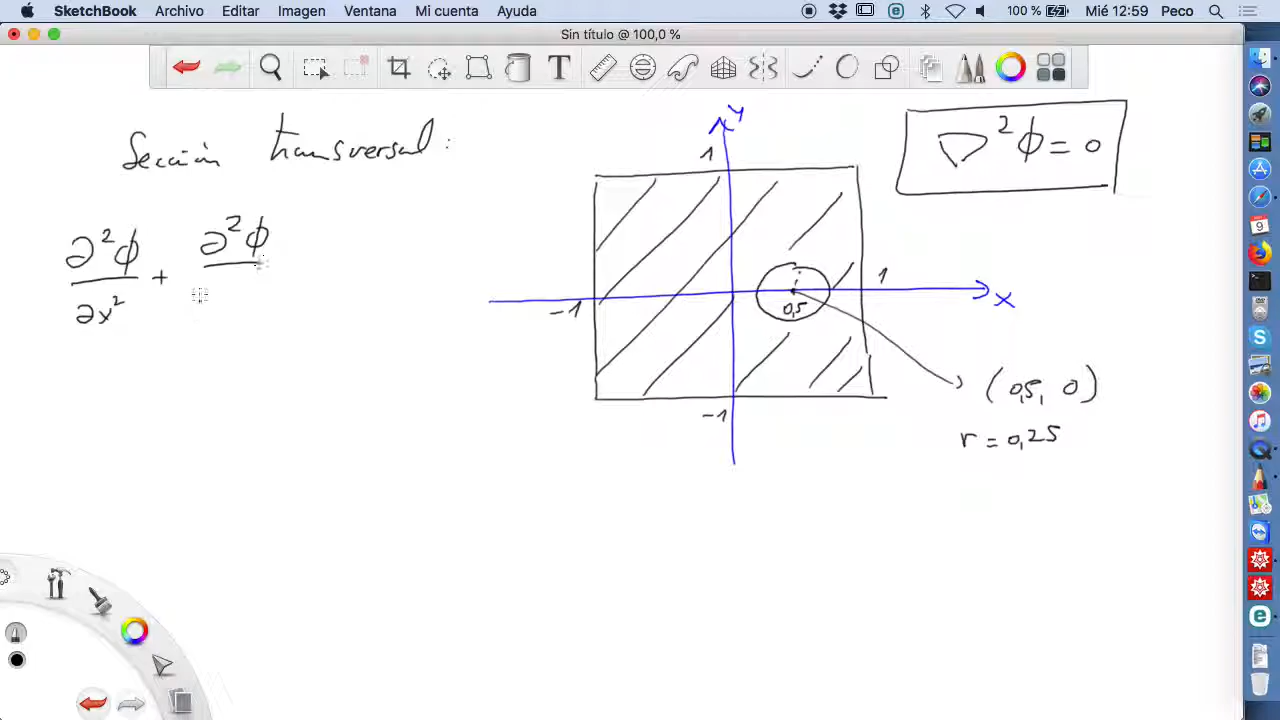 SketchBook Archivo Editar Imagen Ventana Mi cuenta Ayuda 100 % Mié 12:59 Peco
Sin título @ 100,0 %
Sección transversal:
∂²ϕ/∂x² + ∂²ϕ
y
1
-1
0,5
1
x
-1
∇²ϕ = 0
(0,5, 0)
r = 0,25